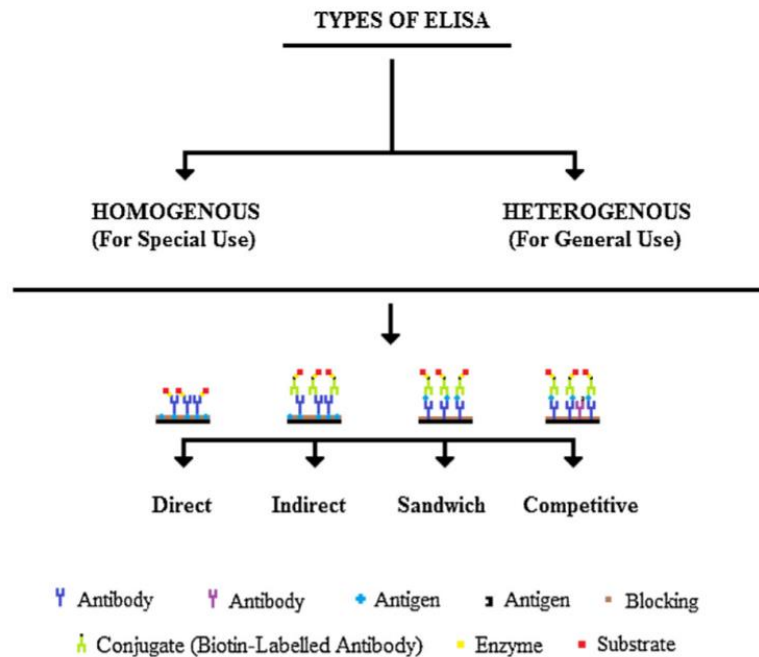 TYPES OF ELISA
HOMOGENOUS
(For Special Use)
HETEROGENOUS
(For General Use)
Direct
Indirect
Sandwich
Competitive
Antibody
Antibody
Antigen
Antigen
Blocking
Conjugate (Biotin-Labelled Antibody)
Enzyme
Substrate